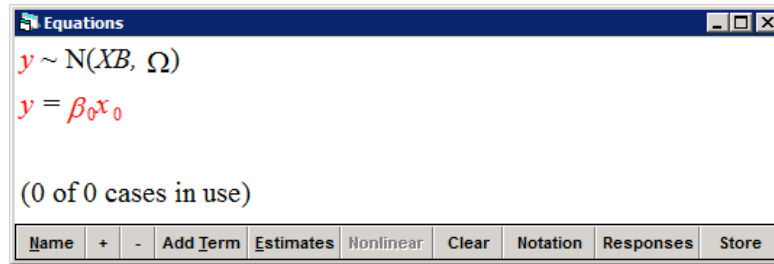 Equations
y ~ N(XB, Ω)
y = β₀x₀
(0 of 0 cases in use)
Name + - Add Term Estimates Nonlinear Clear Notation Responses Store